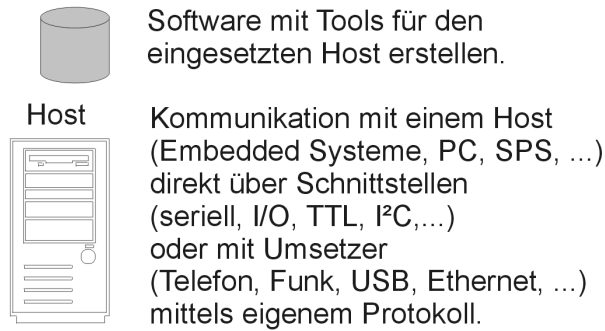 Software mit Tools für den
eingesetzten Host erstellen.
Host
Kommunikation mit einem Host
(Embedded Systeme, PC, SPS, ...)
direkt über Schnittstellen
(seriell, I/O, TTL, I²C,...)
oder mit Umsetzer
(Telefon, Funk, USB, Ethernet, ...)
mittels eigenem Protokoll.